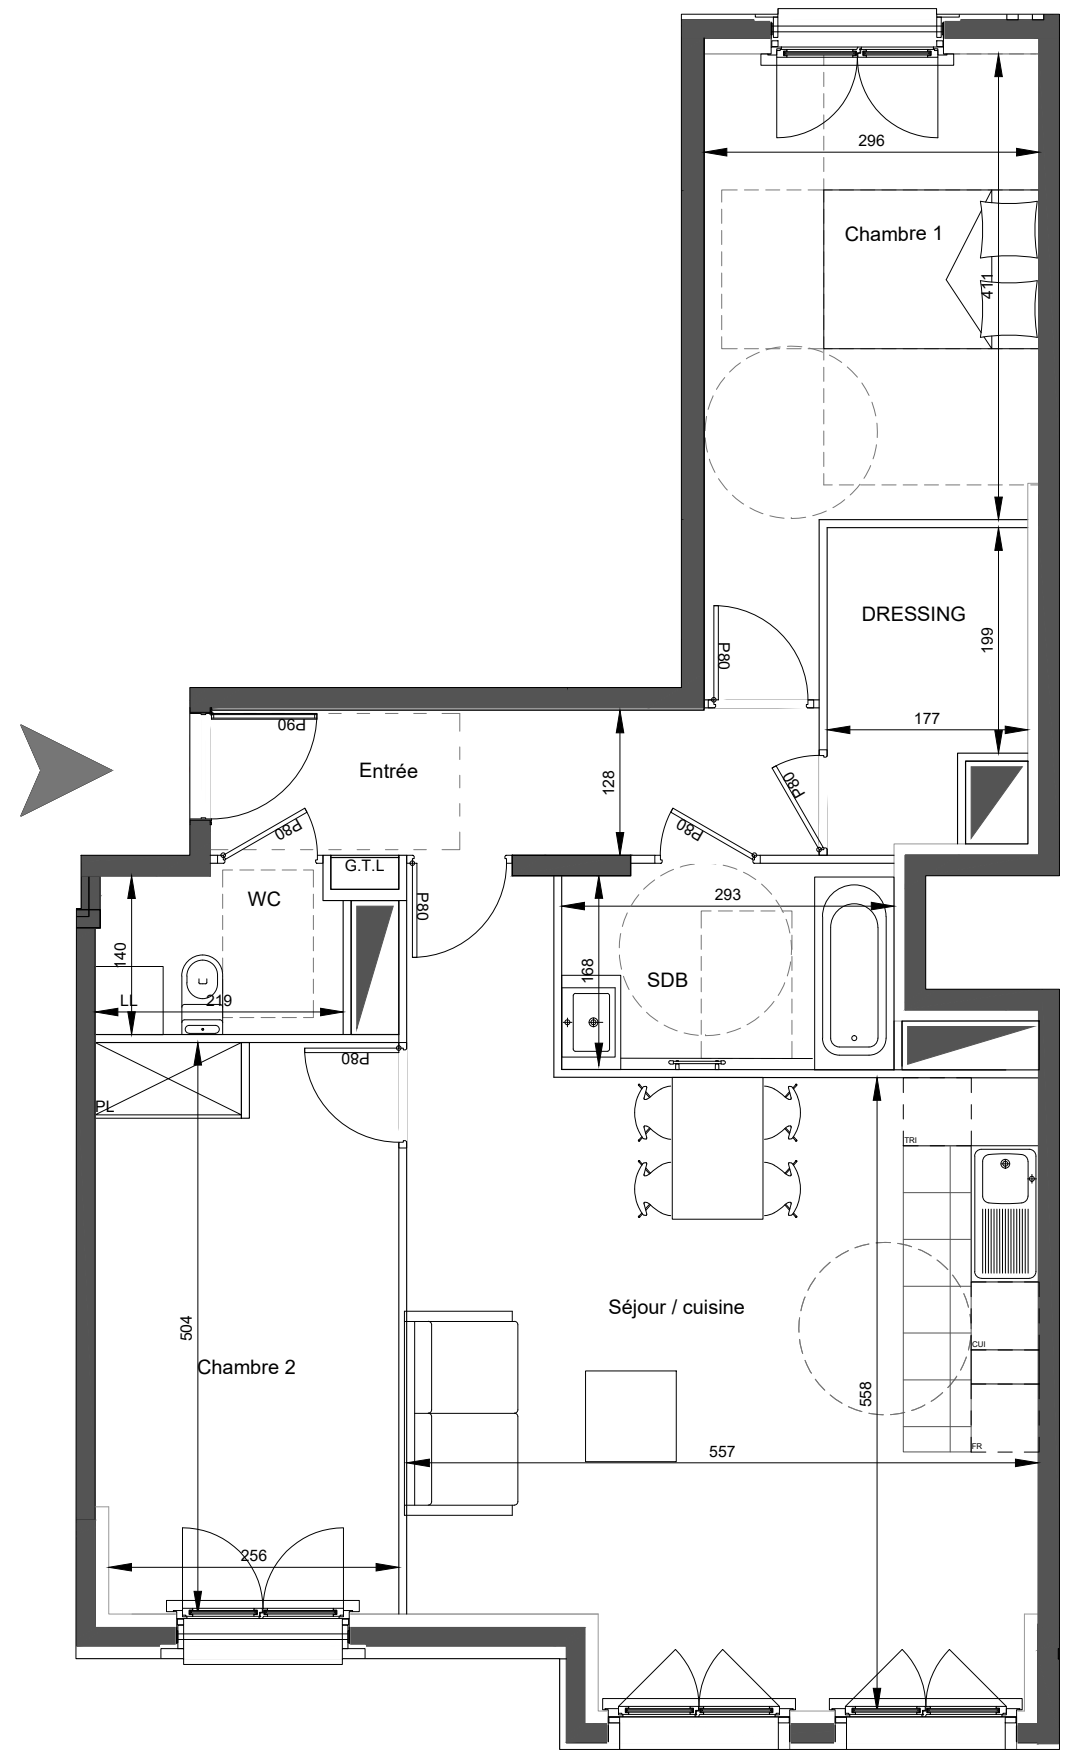 296
Chambre 1
411
DRESSING
199
P80
177
P90
Entrée
128
P80
P80
P80
G.T.L
WC
P80
293
140
168
SDB
LL
219
P80
PL
TRI
504
Séjour / cuisine
CUI
Chambre 2
558
FR
557
256